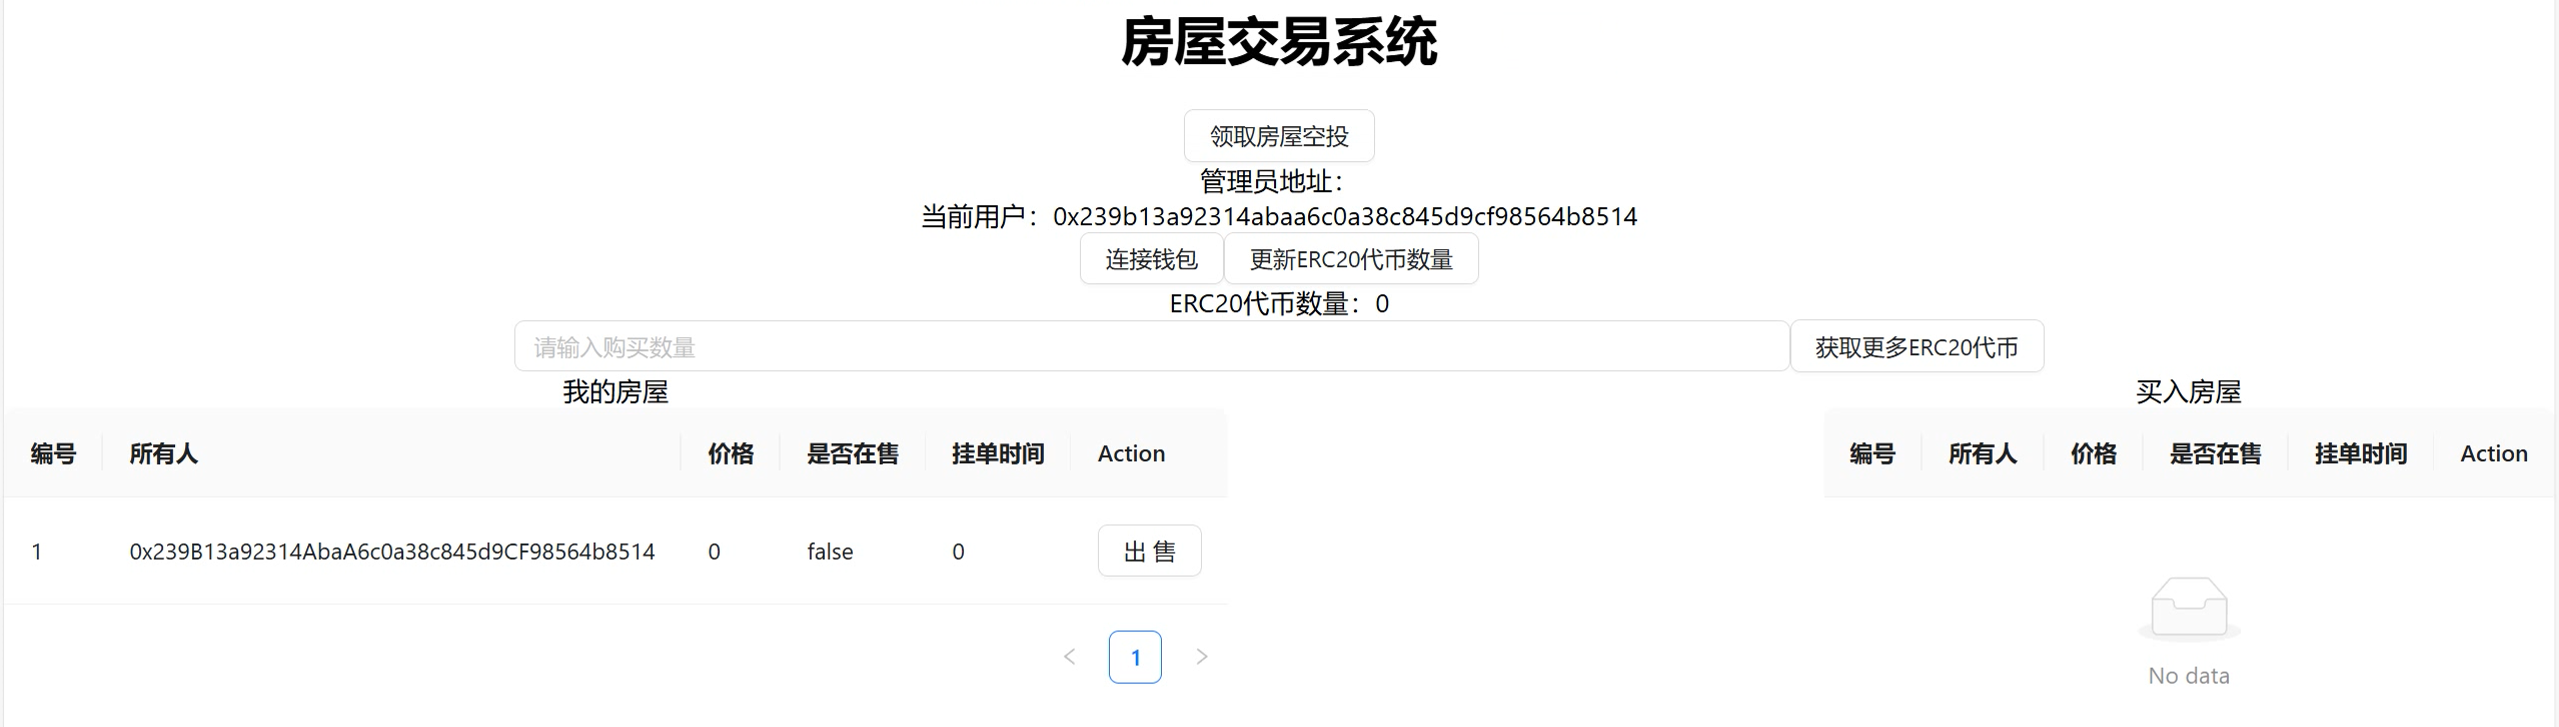 房屋交易系统
领取房屋空投
管理员地址：
当前用户：0x239b13a92314abaa6c0a38c845d9cf98564b8514
连接钱包 更新ERC20代币数量
ERC20代币数量：0
请输入购买数量 获取更多ERC20代币
我的房屋 买入房屋
编号 所有人 价格 是否在售 挂单时间 Action 编号 所有人 价格 是否在售 挂单时间 Action
1 0x239B13a92314AbaA6c0a38c845d9CF98564b8514 0 false 0 出 售
< 1 >
No data